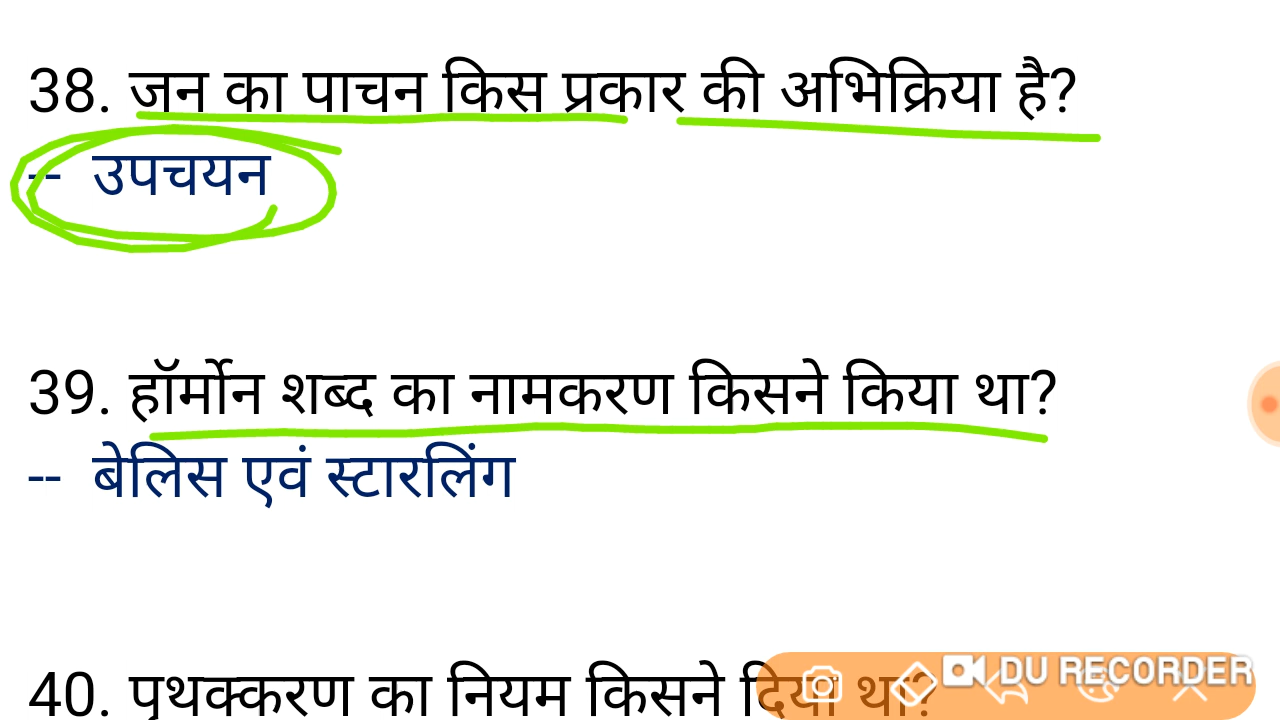 38. जन का पाचन किस प्रकार की अभिक्रिया है?
-- उपचयन
39. हॉर्मोन शब्द का नामकरण किसने किया था?
-- बेलिस एवं स्टारलिंग
40. पृथक्करण का नियम किसने दिया था?
DU RECORDER